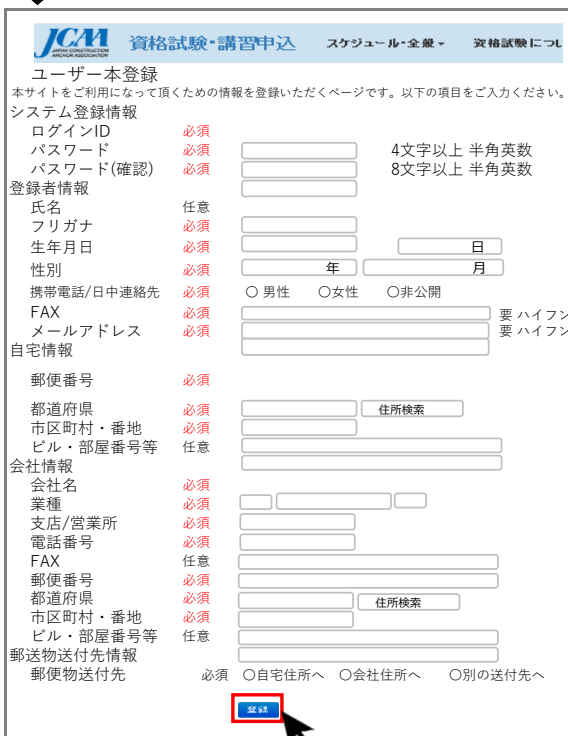 JCMA 資格試験・講習申込 スケジュール・全般 資格試験につい
JAPAN CONSTRUCTION
ユーザー本登録
本サイトをご利用になって頂くための情報を登録いただくページです。以下の項目をご入力ください。
システム登録情報
ログインID 必須
パスワード 必須 4文字以上 半角英数
パスワード(確認) 必須 8文字以上 半角英数
登録者情報
氏名 任意
フリガナ 必須
生年月日 必須 日
性別 必須 年 月
携帯電話/日中連絡先 必須 〇 男性 〇女性 〇非公開
FAX 必須 要 ハイフン
メールアドレス 必須 要 ハイフン
自宅情報
郵便番号 必須
都道府県 必須 住所検索
市区町村・番地 必須
ビル・部屋番号等 任意
会社情報
会社名 必須
業種 必須
支店/営業所 必須
電話番号 必須
FAX 任意
郵便番号 必須
都道府県 必須 住所検索
市区町村・番地 必須
ビル・部屋番号等 任意
郵送物送付先情報
郵便物送付先 必須 〇自宅住所へ 〇会社住所へ 〇別の送付先へ
登録